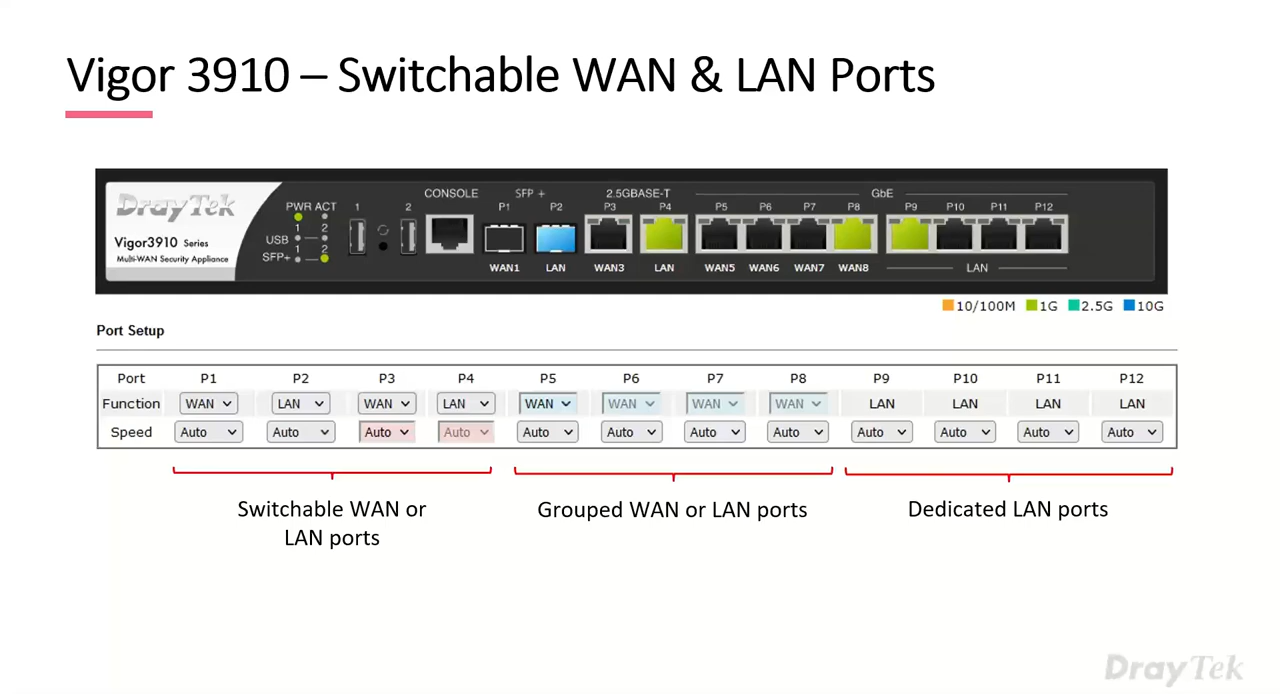 Vigor 3910 – Switchable WAN & LAN Ports
DrayTek
Vigor3910 Series
Multi-WAN Security Appliance
PWR ACT
1 2
USB
1 2
SFP+
1 2
CONSOLE
SFP +
P1 P2
WAN1 LAN
2.5GBASE-T
P3 P4
WAN3 LAN
GbE
P5 P6 P7 P8 P9 P10 P11 P12
WAN5 WAN6 WAN7 WAN8 LAN
10/100M 1G 2.5G 10G
Port Setup
Port P1 P2 P3 P4 P5 P6 P7 P8 P9 P10 P11 P12
Function WAN LAN WAN LAN WAN WAN WAN WAN LAN LAN LAN LAN
Speed Auto Auto Auto Auto Auto Auto Auto Auto Auto Auto Auto Auto
Switchable WAN or
LAN ports
Grouped WAN or LAN ports
Dedicated LAN ports
DrayTek